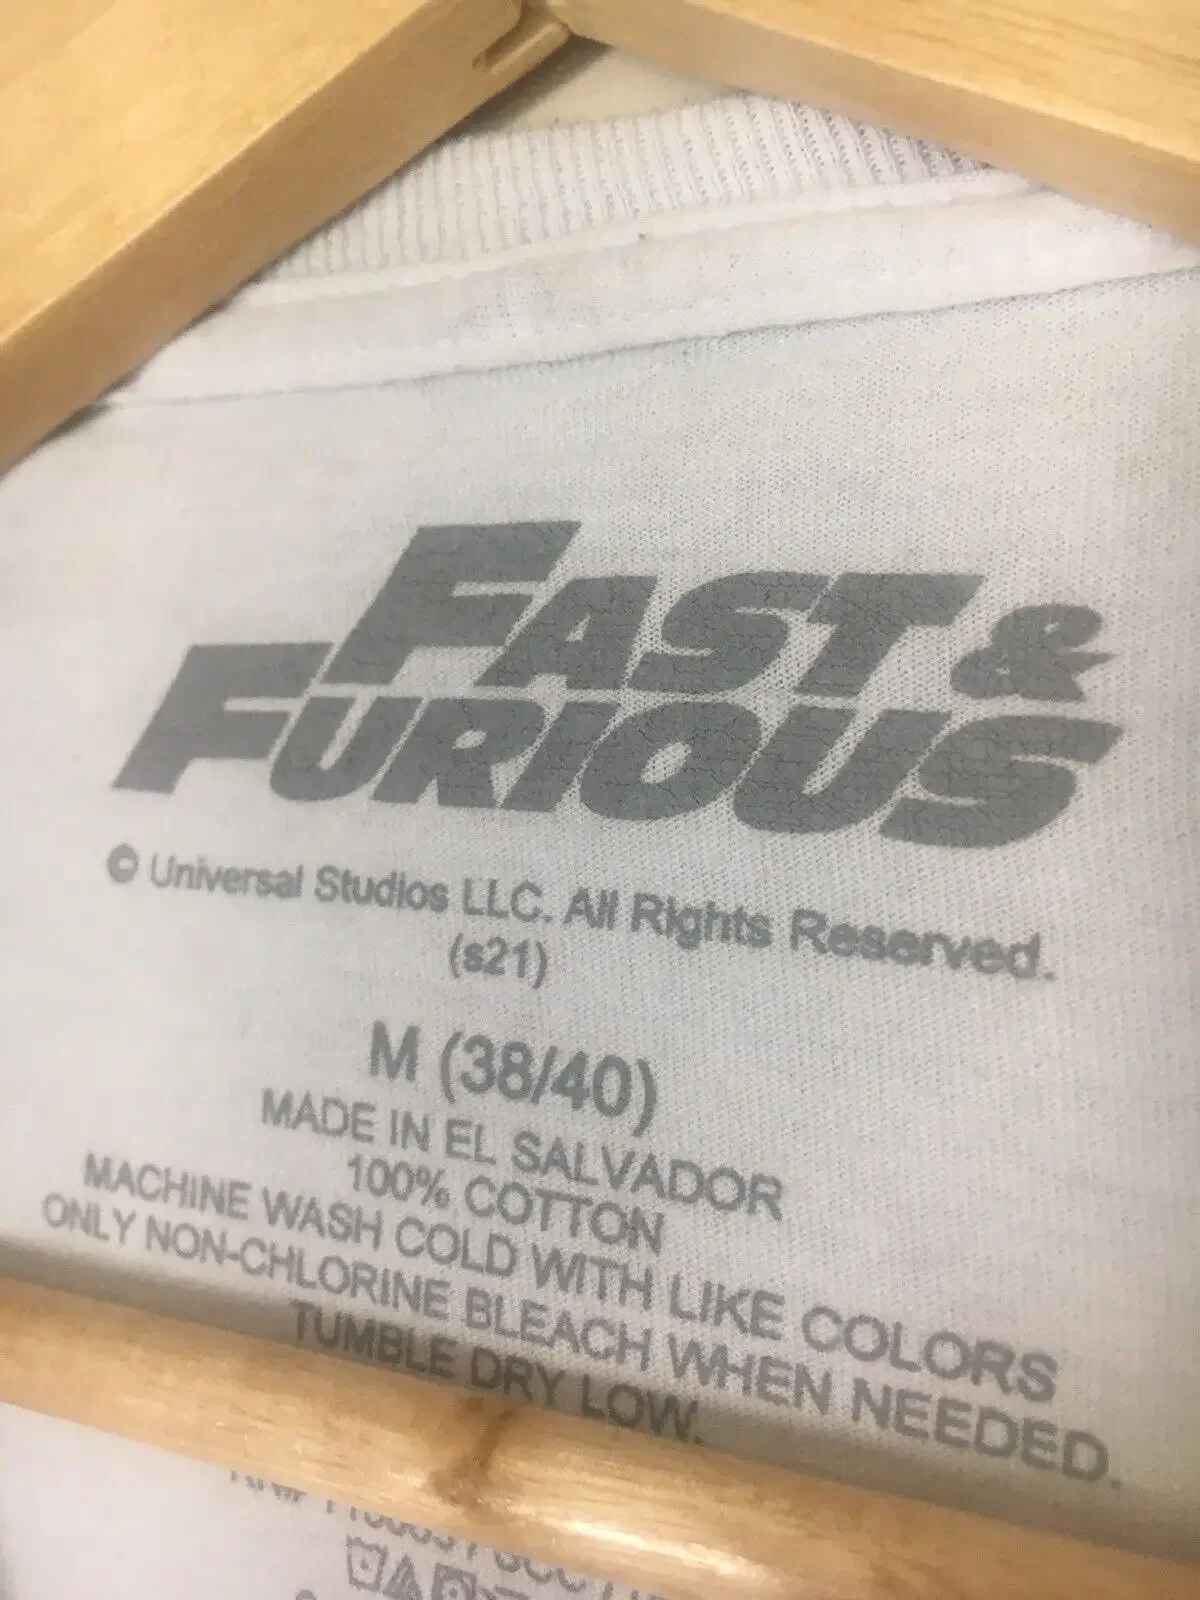 FAST &
FURIOUS
© Universal Studios LLC. All Rights Reserved.
(s21)
M (38/40)
MADE IN EL SALVADOR
100% COTTON
MACHINE WASH COLD WITH LIKE COLORS
ONLY NON-CHLORINE BLEACH WHEN NEEDED.
TUMBLE DRY LOW.